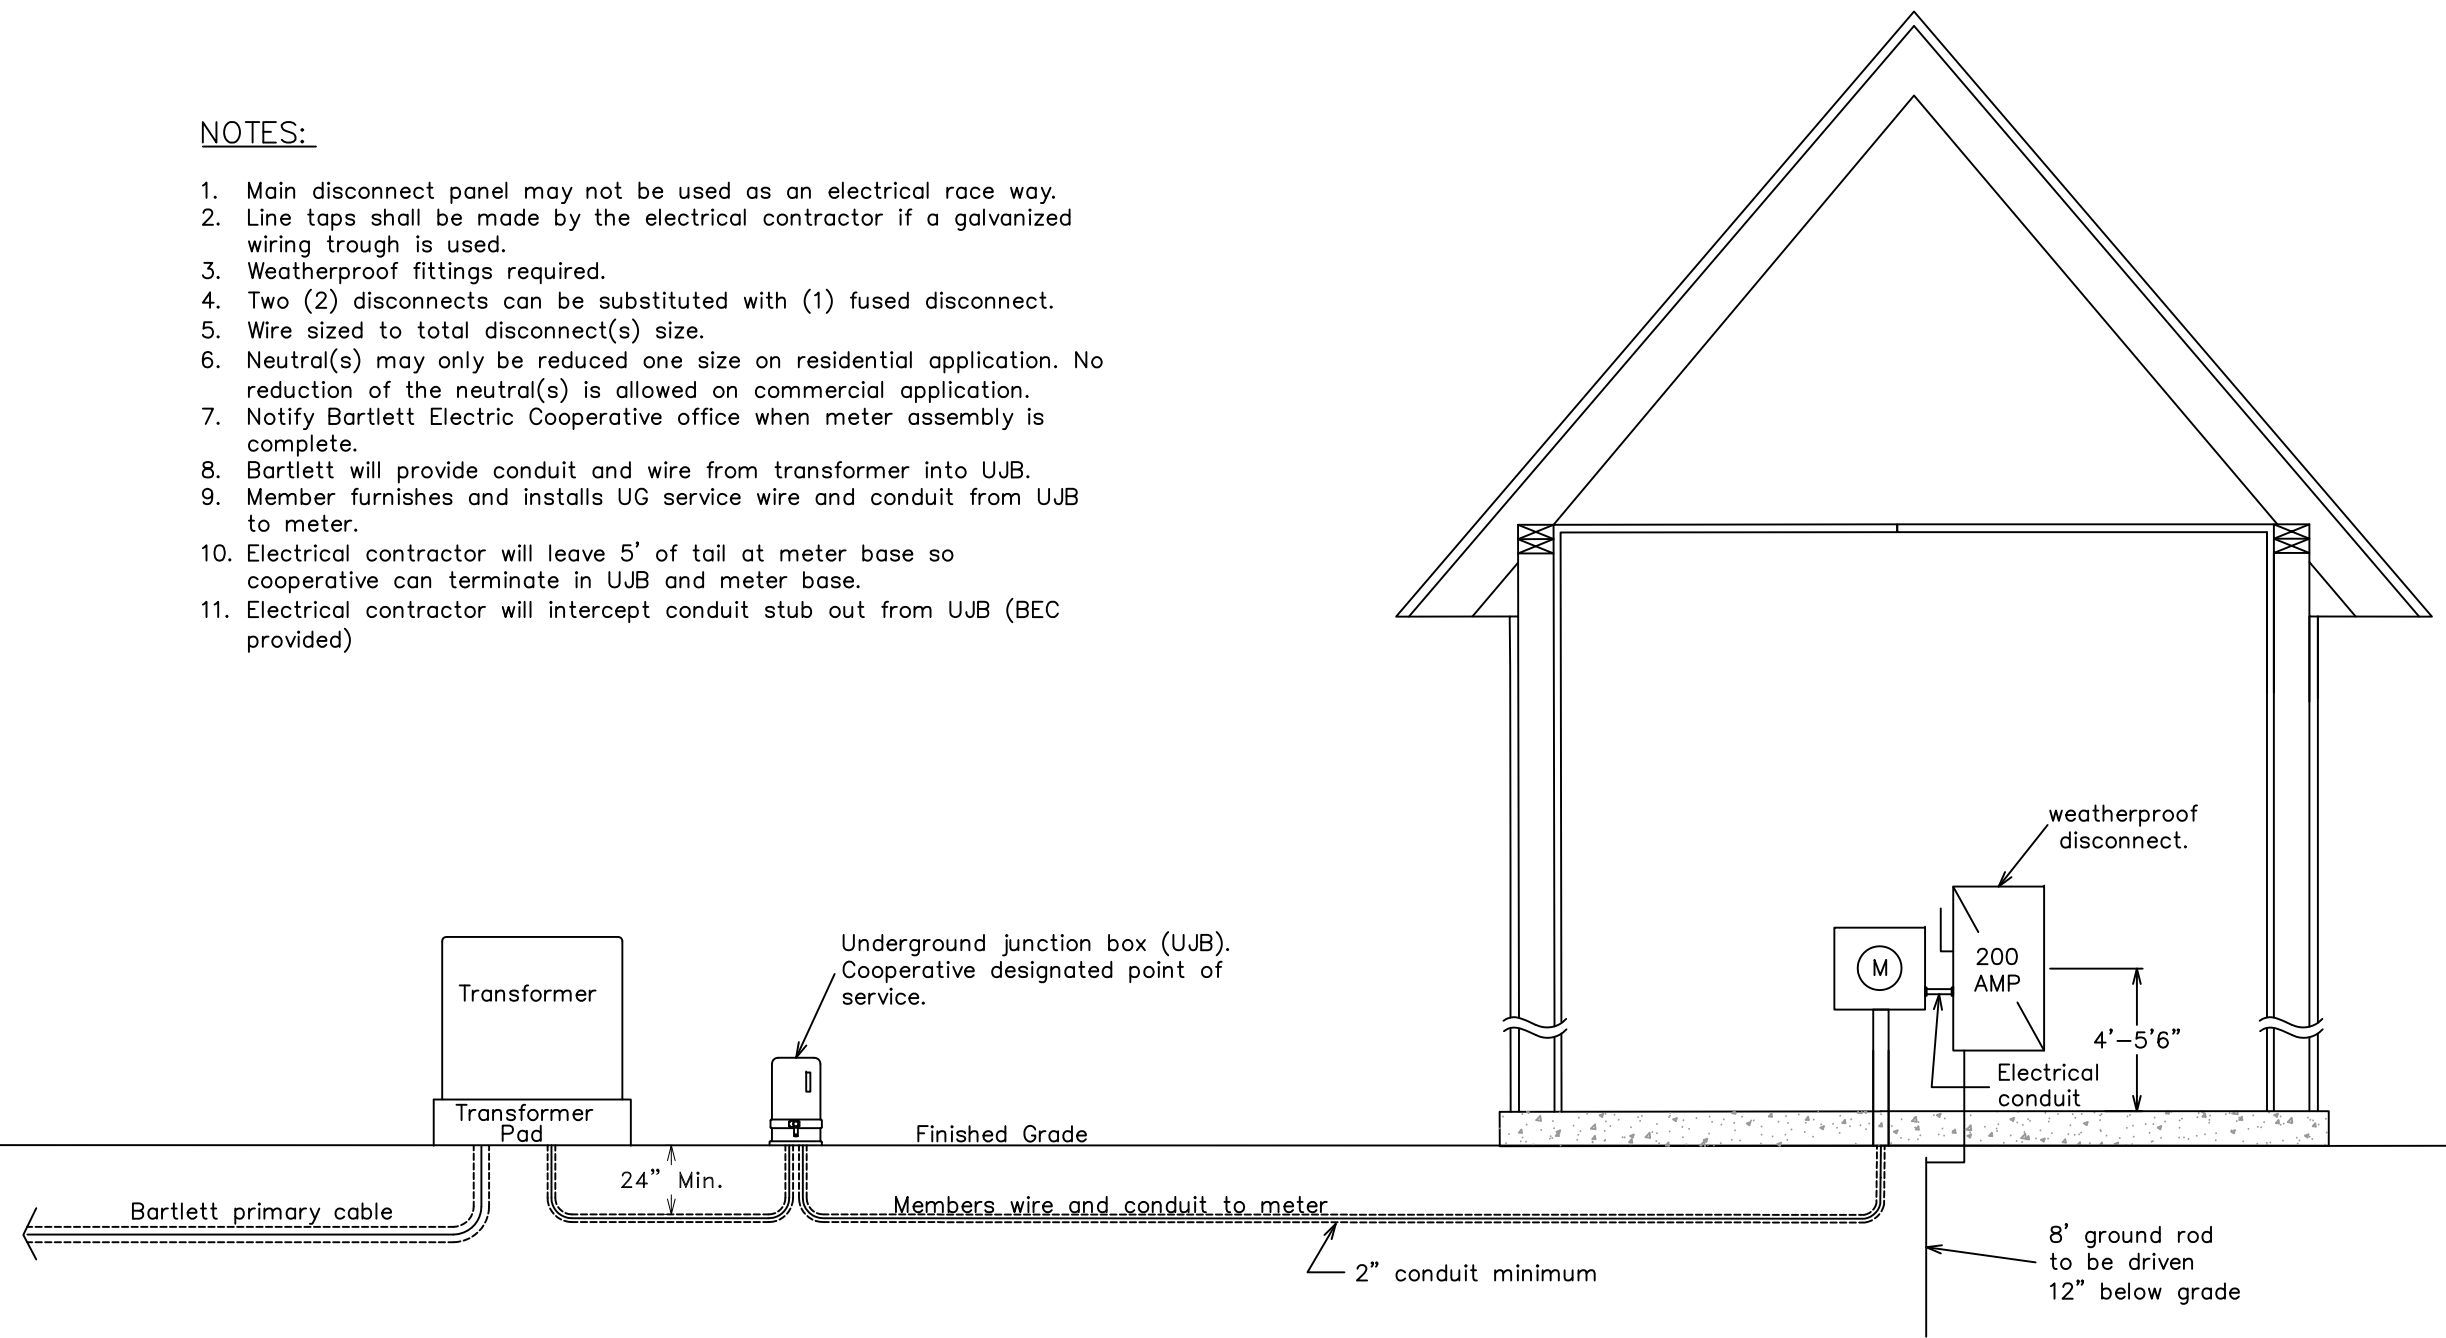 NOTES:
1. Main disconnect panel may not be used as an electrical race way.
2. Line taps shall be made by the electrical contractor if a galvanized
wiring trough is used.
3. Weatherproof fittings required.
4. Two (2) disconnects can be substituted with (1) fused disconnect.
5. Wire sized to total disconnect(s) size.
6. Neutral(s) may only be reduced one size on residential application. No
reduction of the neutral(s) is allowed on commercial application.
7. Notify Bartlett Electric Cooperative office when meter assembly is
complete.
8. Bartlett will provide conduit and wire from transformer into UJB.
9. Member furnishes and installs UG service wire and conduit from UJB
to meter.
10. Electrical contractor will leave 5' of tail at meter base so
cooperative can terminate in UJB and meter base.
11. Electrical contractor will intercept conduit stub out from UJB (BEC
provided)
weatherproof
disconnect.
Underground junction box (UJB).
Cooperative designated point of
service.
Transformer
M
200
AMP
4'-5'6"
Electrical
conduit
Transformer
Pad
Finished Grade
24" Min.
Bartlett primary cable
Members wire and conduit to meter
2" conduit minimum
8' ground rod
to be driven
12" below grade